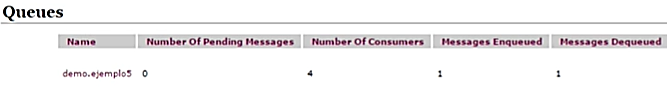 Queues
Name Number Of Pending Messages Number Of Consumers Messages Enqueued Messages Dequeued
demo.ejemplo5 0 4 1 1